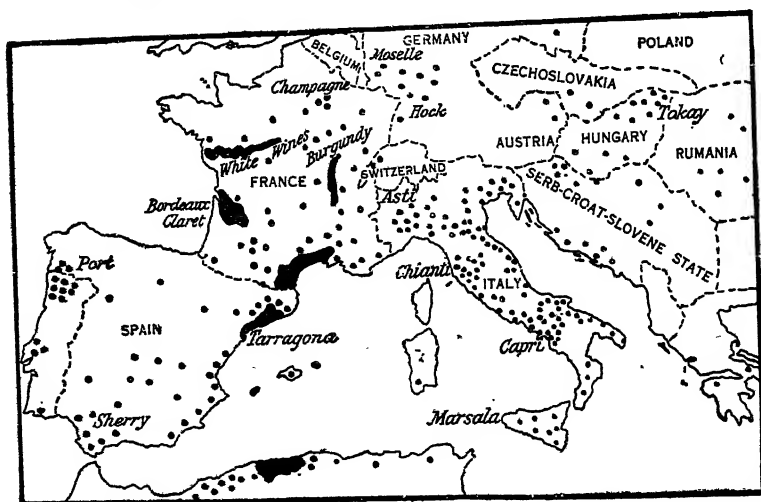 GERMANY
POLAND
BELGIUM
Moselle
CZECHOSLOVAKIA
Champagne
Hock
Tokay
AUSTRIA
HUNGARY
RUMANIA
White Wines
Burgundy
SWITZERLAND
FRANCE
Asti
SERB-CROAT-SLOVENE STATE
Bordeaux
Claret
Port
Chianti
ITALY
SPAIN
Tarragona
Capri
Sherry
Marsala